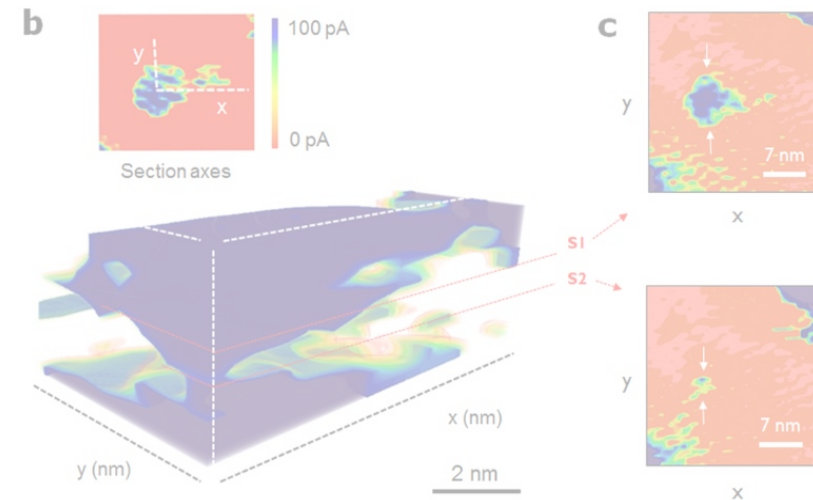 b
100 pA
y
x
0 pA
Section axes
c
y
7 nm
x
S1
S2
y
7 nm
x
x (nm)
y (nm)
2 nm